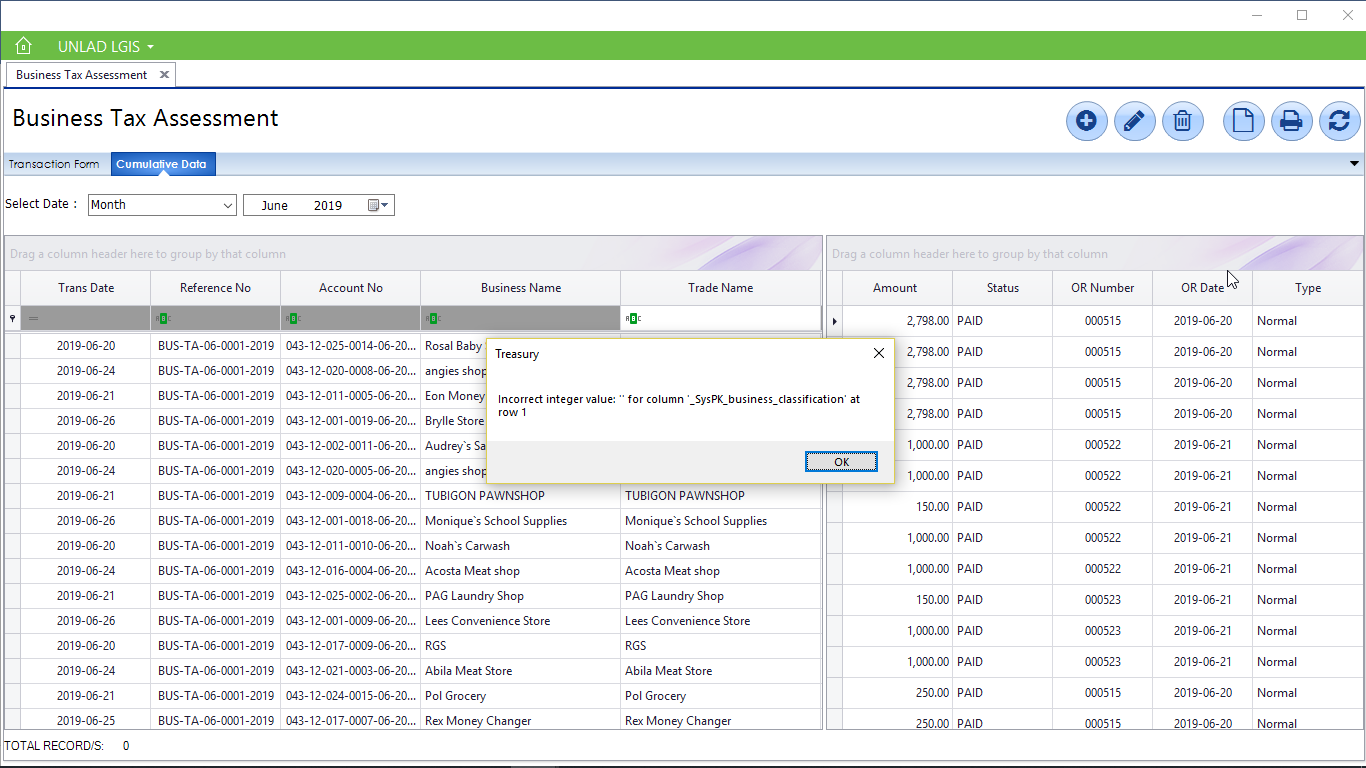 UNLAD LGIS
Business Tax Assessment
Business Tax Assessment
Transaction Form Cumulative Data
Select Date : Month June 2019
Drag a column header here to group by that column Drag a column header here to group by that column
Trans Date Reference No Account No Business Name Trade Name Amount Status OR Number OR Date Type
= ABC ABC ABC ABC
2,798.00 PAID 000515 2019-06-20 Normal
2019-06-20 BUS-TA-06-0001-2019 043-12-025-0014-06-20... Rosal Baby
2,798.00 PAID 000515 2019-06-20 Normal
2019-06-24 BUS-TA-06-0001-2019 043-12-020-0008-06-20... angies shop
2,798.00 PAID 000515 2019-06-20 Normal
2019-06-21 BUS-TA-06-0001-2019 043-12-011-0005-06-20... Eon Money
2,798.00 PAID 000515 2019-06-20 Normal
2019-06-26 BUS-TA-06-0001-2019 043-12-001-0019-06-20... Brylle Store
1,000.00 PAID 000522 2019-06-21 Normal
2019-06-20 BUS-TA-06-0001-2019 043-12-002-0011-06-20... Audrey`s Sa
2019-06-24 BUS-TA-06-0001-2019 043-12-020-0005-06-20... angies shop
1,000.00 PAID 000522 2019-06-21 Normal
2019-06-21 BUS-TA-06-0001-2019 043-12-009-0004-06-20... TUBIGON PAWNSHOP TUBIGON PAWNSHOP
150.00 PAID 000522 2019-06-21 Normal
2019-06-26 BUS-TA-06-0001-2019 043-12-001-0018-06-20... Monique`s School Supplies Monique`s School Supplies
1,000.00 PAID 000522 2019-06-21 Normal
2019-06-20 BUS-TA-06-0001-2019 043-12-011-0010-06-20... Noah`s Carwash Noah`s Carwash
1,000.00 PAID 000522 2019-06-21 Normal
2019-06-24 BUS-TA-06-0001-2019 043-12-016-0004-06-20... Acosta Meat shop Acosta Meat shop
2019-06-21 BUS-TA-06-0001-2019 043-12-025-0002-06-20... PAG Laundry Shop PAG Laundry Shop
150.00 PAID 000523 2019-06-21 Normal
2019-06-26 BUS-TA-06-0001-2019 043-12-001-0009-06-20... Lees Convenience Store Lees Convenience Store
1,000.00 PAID 000523 2019-06-21 Normal
2019-06-20 BUS-TA-06-0001-2019 043-12-017-0009-06-20... RGS RGS
1,000.00 PAID 000523 2019-06-21 Normal
2019-06-24 BUS-TA-06-0001-2019 043-12-021-0003-06-20... Abila Meat Store Abila Meat Store
250.00 PAID 000515 2019-06-20 Normal
2019-06-21 BUS-TA-06-0001-2019 043-12-024-0015-06-20... Pol Grocery Pol Grocery
2019-06-25 BUS-TA-06-0001-2019 043-12-017-0007-06-20... Rex Money Changer Rex Money Changer
250.00 PAID 000515 2019-06-20 Normal
TOTAL RECORD/S: 0
Treasury
Incorrect integer value: '' for column '_SysPK_business_classification' at
row 1
OK